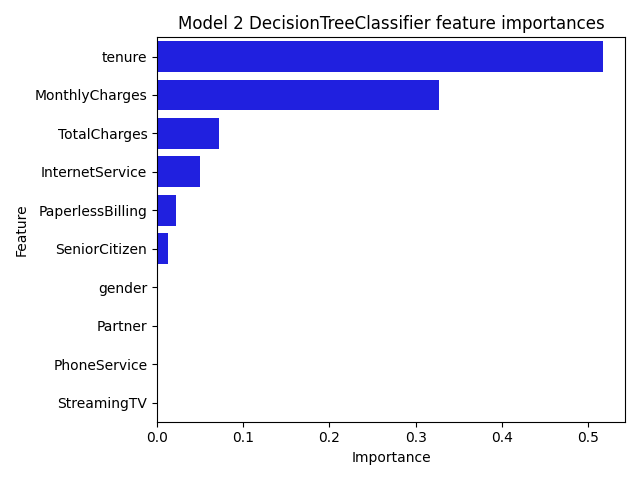 Model 2 DecisionTreeClassifier feature importances
tenure
MonthlyCharges
TotalCharges
InternetService
PaperlessBilling
SeniorCitizen
gender
Partner
PhoneService
StreamingTV
Feature
0.0 0.1 0.2 0.3 0.4 0.5
Importance